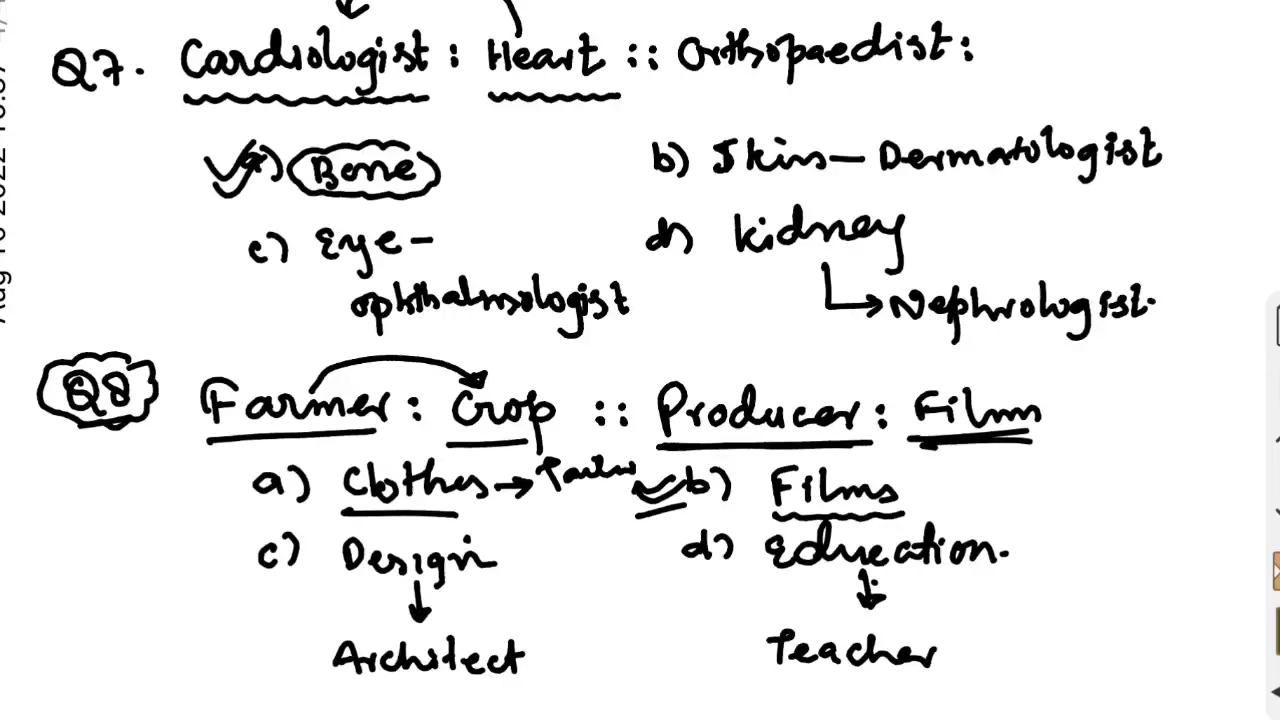 Q7. Cardiologist : Heart :: Orthopaedist :
a) Bone b) Skin — Dermatologist
c) Eye — d) Kidney
ophthalmologist → Nephrologist.
Q8 Farmer : Crop :: Producer : Films
a) Clothes → Tailor b) Films
c) Design d) Education.
Architect Teacher